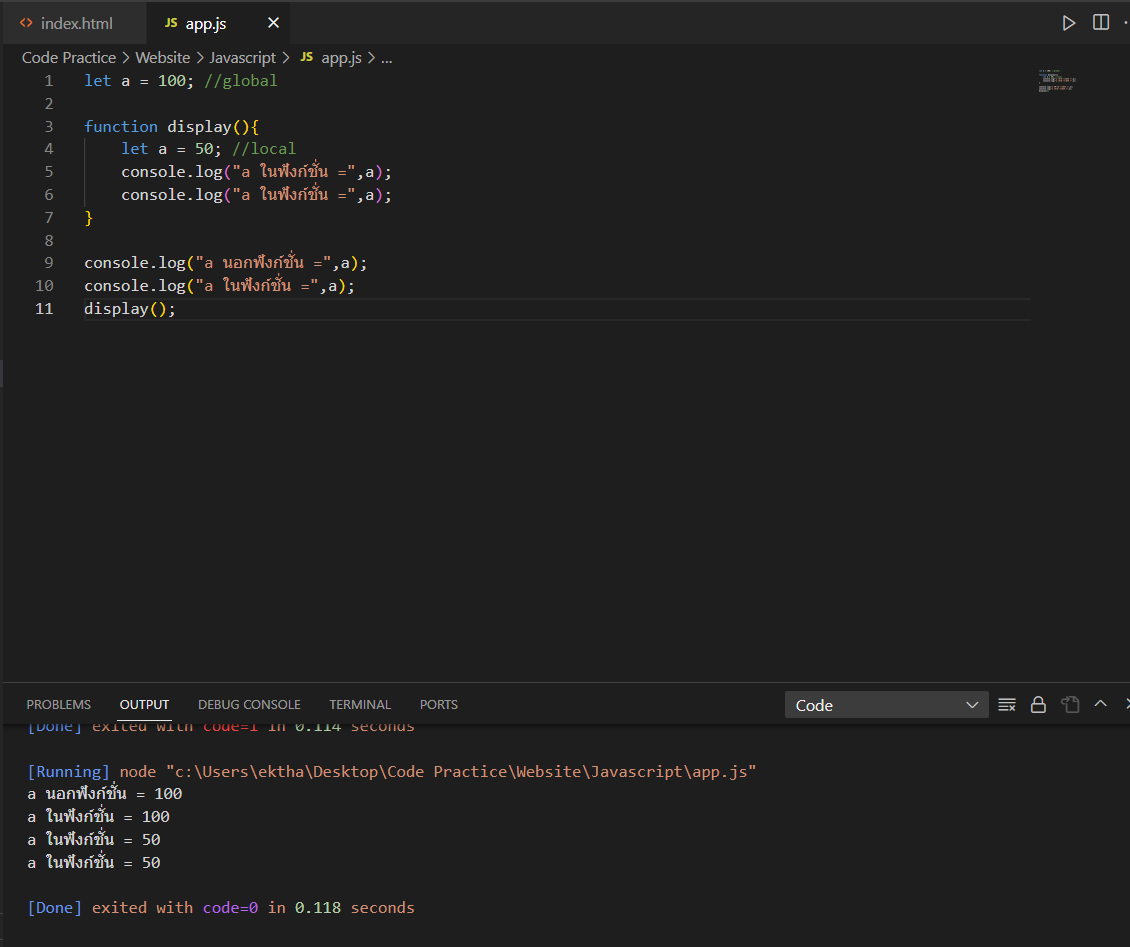 index.html
JS app.js
Code Practice > Website > Javascript > JS app.js > ...
1 let a = 100; //global
2
3 function display(){
4 let a = 50; //local
5 console.log("a ในฟังก์ชั่น =",a);
6 console.log("a ในฟังก์ชั่น =",a);
7 }
8
9 console.log("a นอกฟังก์ชั่น =",a);
10 console.log("a ในฟังก์ชั่น =",a);
11 display();
PROBLEMS OUTPUT DEBUG CONSOLE TERMINAL PORTS Code
[Done] exited with code=1 in 0.114 seconds
[Running] node "c:\Users\ektha\Desktop\Code Practice\Website\Javascript\app.js"
a นอกฟังก์ชั่น = 100
a ในฟังก์ชั่น = 100
a ในฟังก์ชั่น = 50
a ในฟังก์ชั่น = 50
[Done] exited with code=0 in 0.118 seconds